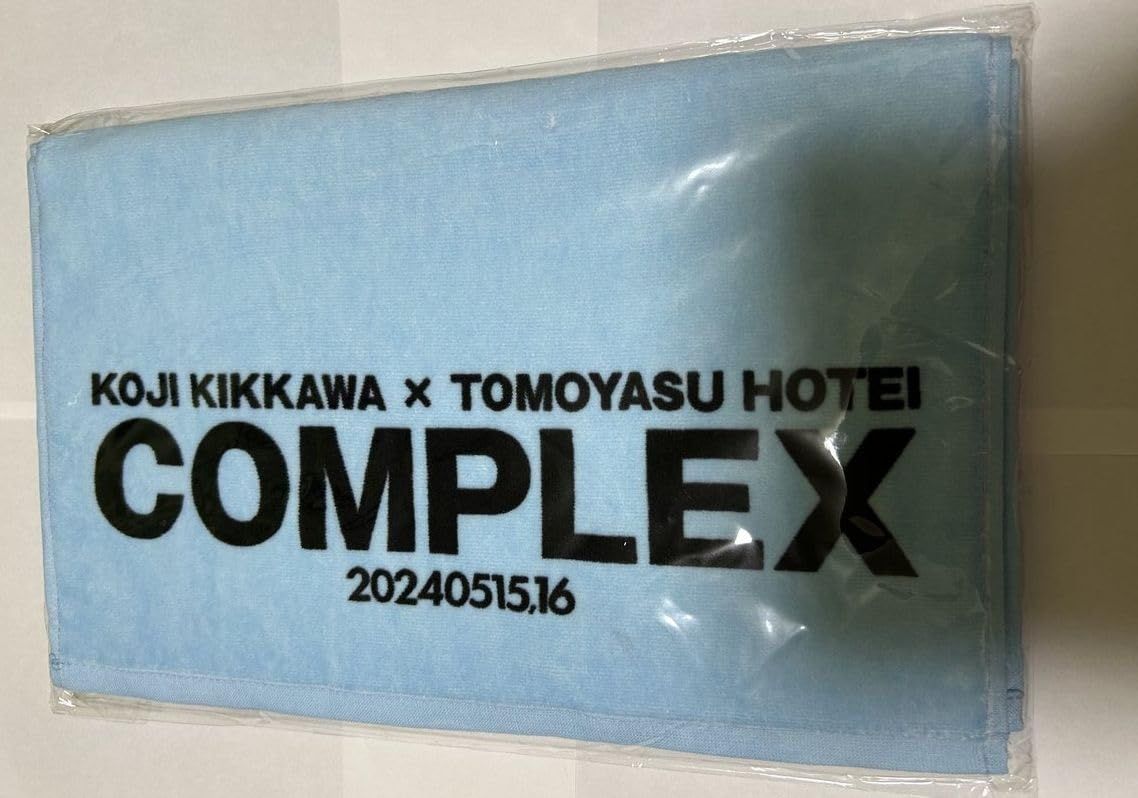 KOJI KIKKAWA × TOMOYASU HOTEI
COMPLEX
20240515,16